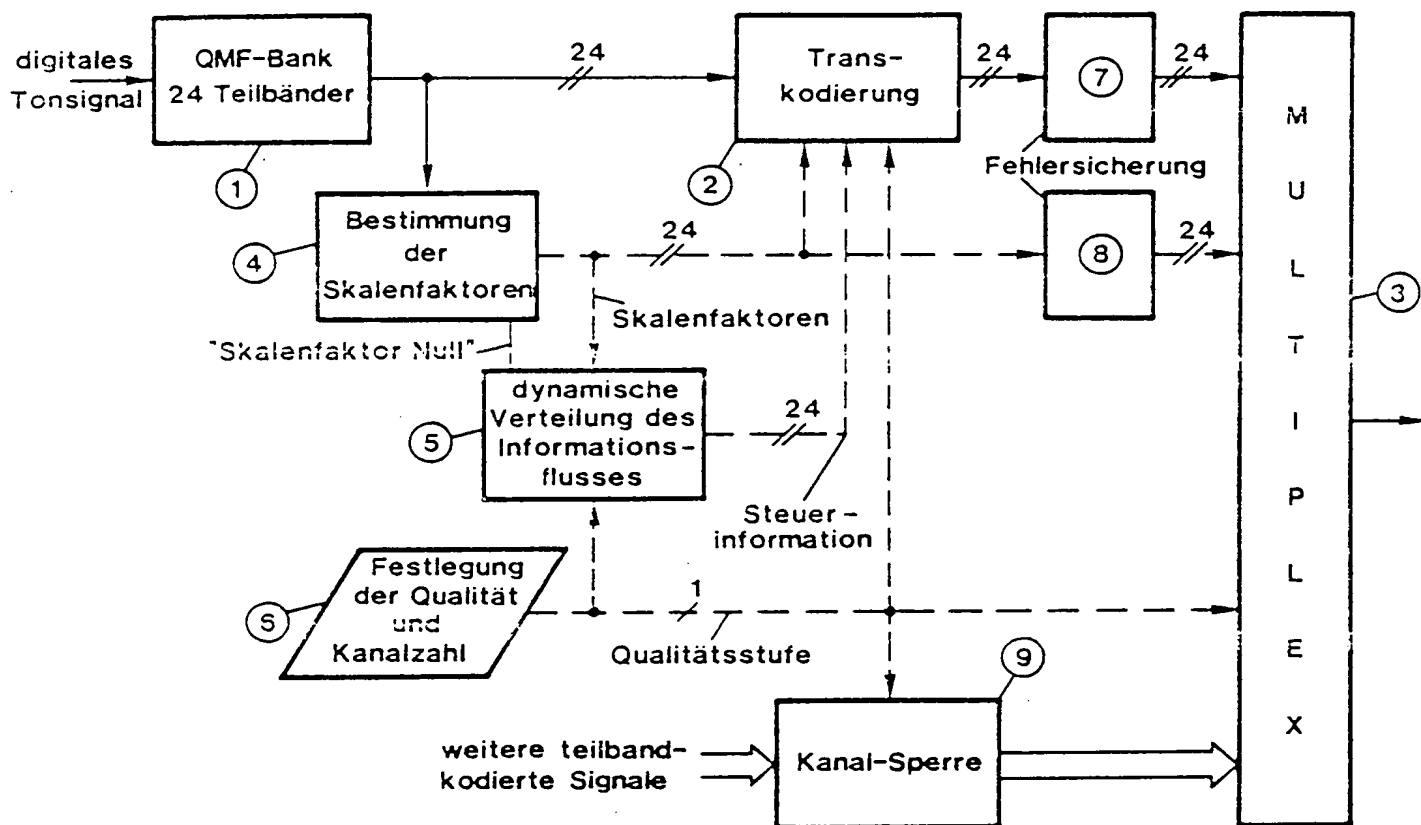 digitales
Tonsignal
QMF-Bank
24 Teilbänder
1
24
Trans-
kodierung
2
24
7
24
Fehlersicherung
8
24
MULTIPLEX
3
Bestimmung
der
Skalenfaktoren
4
24
Skalenfaktoren
"Skalenfaktor Null"
dynamische
Verteilung des
Informations-
flusses
5
24
Steuer-
information
Festlegung
der Qualität
und
Kanalzahl
6
1
Qualitätsstufe
9
weitere teilband-
kodierte Signale
Kanal-Sperre